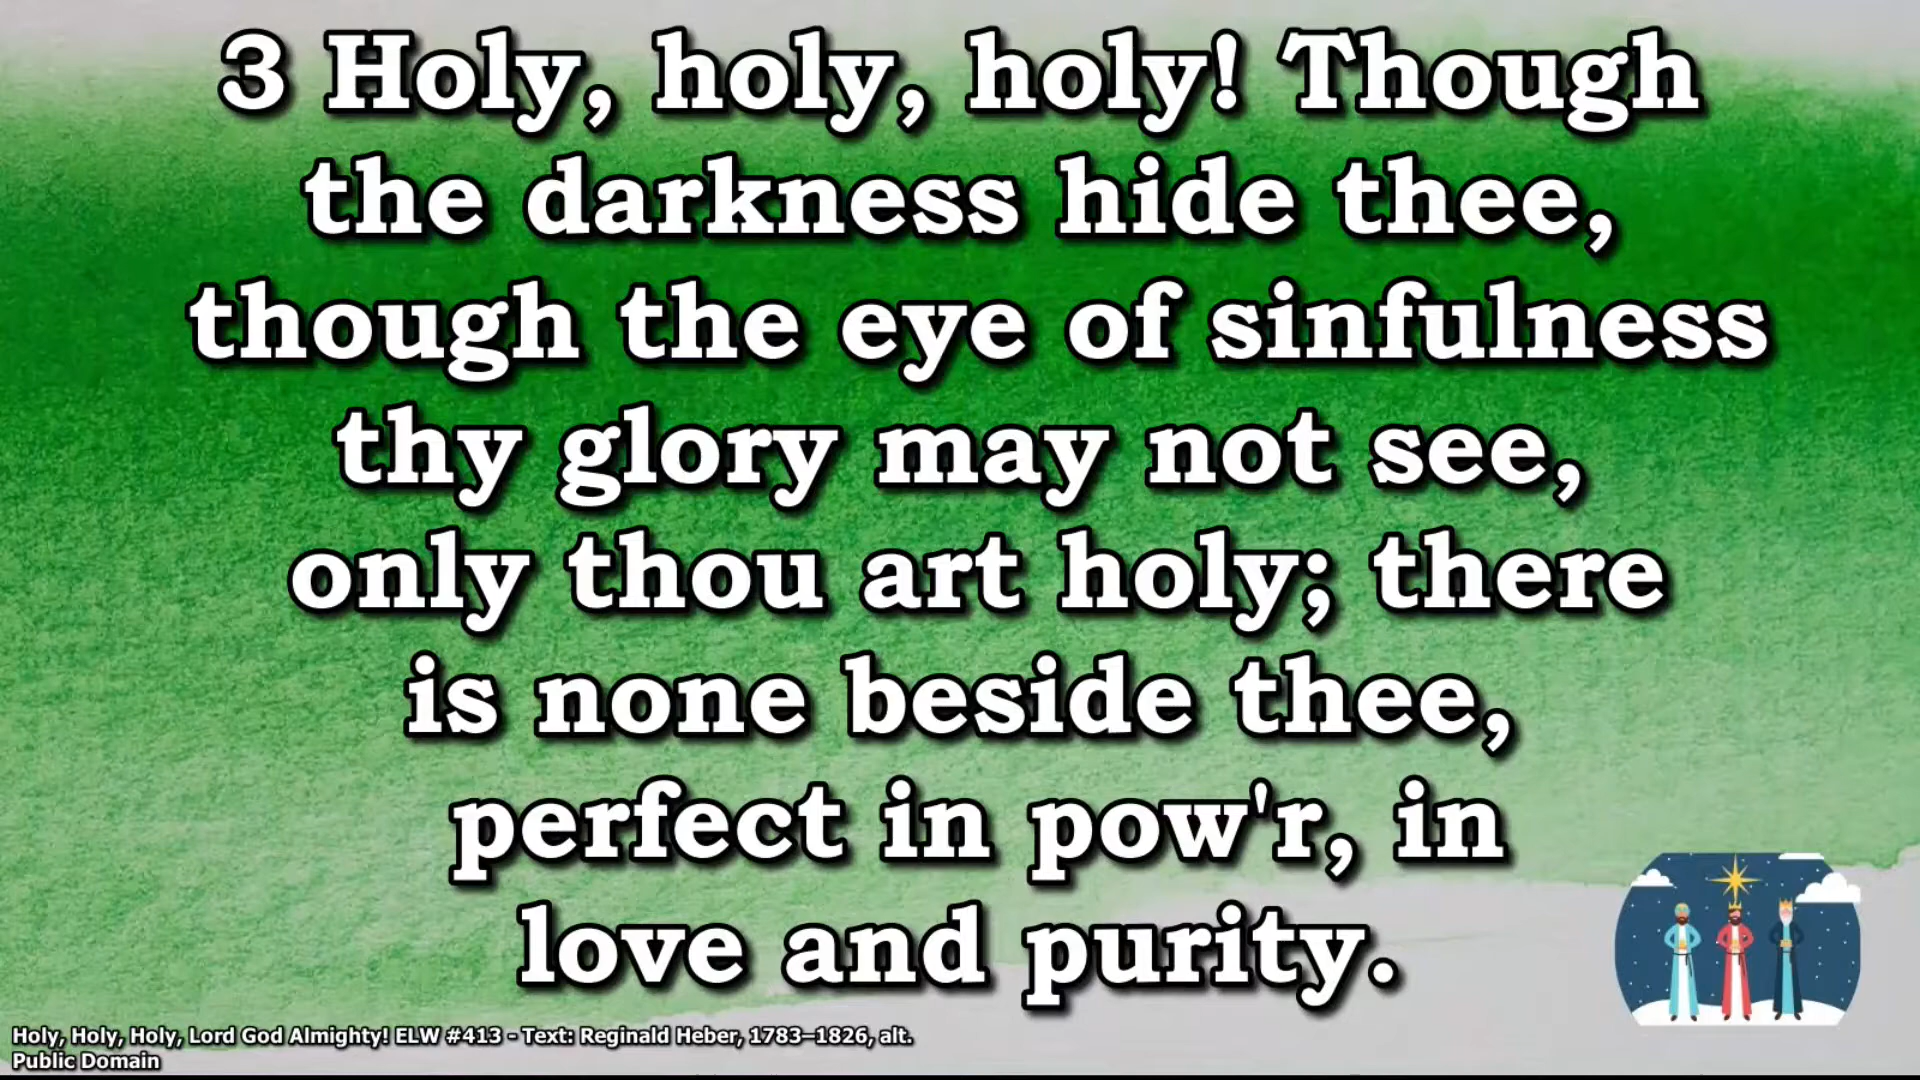 3 Holy, holy, holy! Though
the darkness hide thee,
though the eye of sinfulness
thy glory may not see,
only thou art holy; there
is none beside thee,
perfect in pow'r, in
love and purity.
Holy, Holy, Holy, Lord God Almighty! ELW #413 - Text: Reginald Heber, 1783–1826, alt.
Public Domain